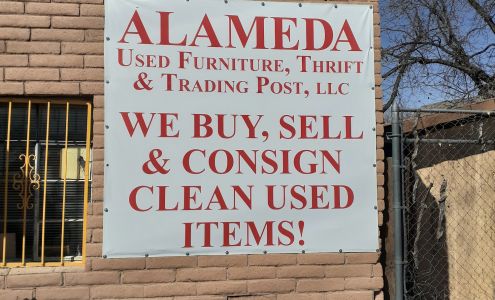 ALAMEDA
USED FURNITURE, THRIFT
& TRADING POST, LLC
WE BUY, SELL
& CONSIGN
CLEAN USED
ITEMS!